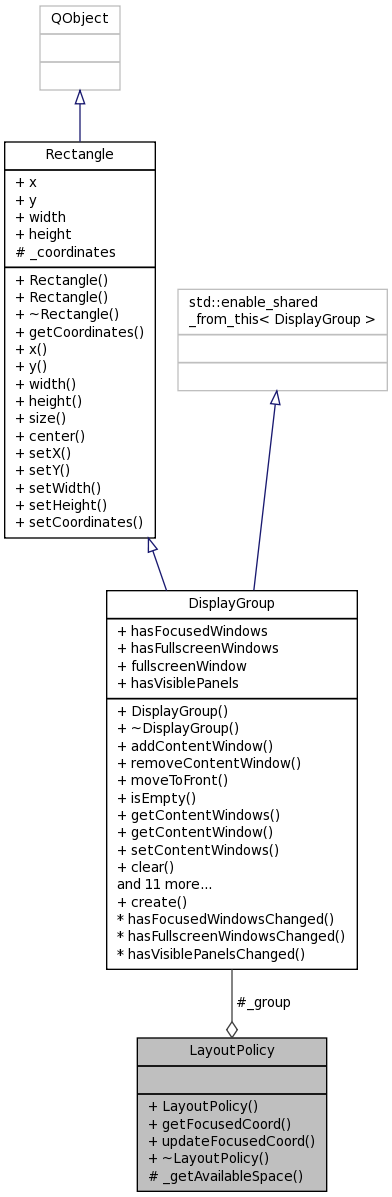 QObject
Rectangle
+ x
+ y
+ width
+ height
# _coordinates
+ Rectangle()
+ Rectangle()
+ ~Rectangle()
+ getCoordinates()
+ x()
+ y()
+ width()
+ height()
+ size()
+ center()
+ setX()
+ setY()
+ setWidth()
+ setHeight()
+ setCoordinates()
std::enable_shared
_from_this< DisplayGroup >
DisplayGroup
+ hasFocusedWindows
+ hasFullscreenWindows
+ fullscreenWindow
+ hasVisiblePanels
+ DisplayGroup()
+ ~DisplayGroup()
+ addContentWindow()
+ removeContentWindow()
+ moveToFront()
+ isEmpty()
+ getContentWindows()
+ getContentWindow()
+ setContentWindows()
+ clear()
and 11 more...
+ create()
* hasFocusedWindowsChanged()
* hasFullscreenWindowsChanged()
* hasVisiblePanelsChanged()
#_group
LayoutPolicy
+ LayoutPolicy()
+ getFocusedCoord()
+ updateFocusedCoord()
+ ~LayoutPolicy()
# _getAvailableSpace()